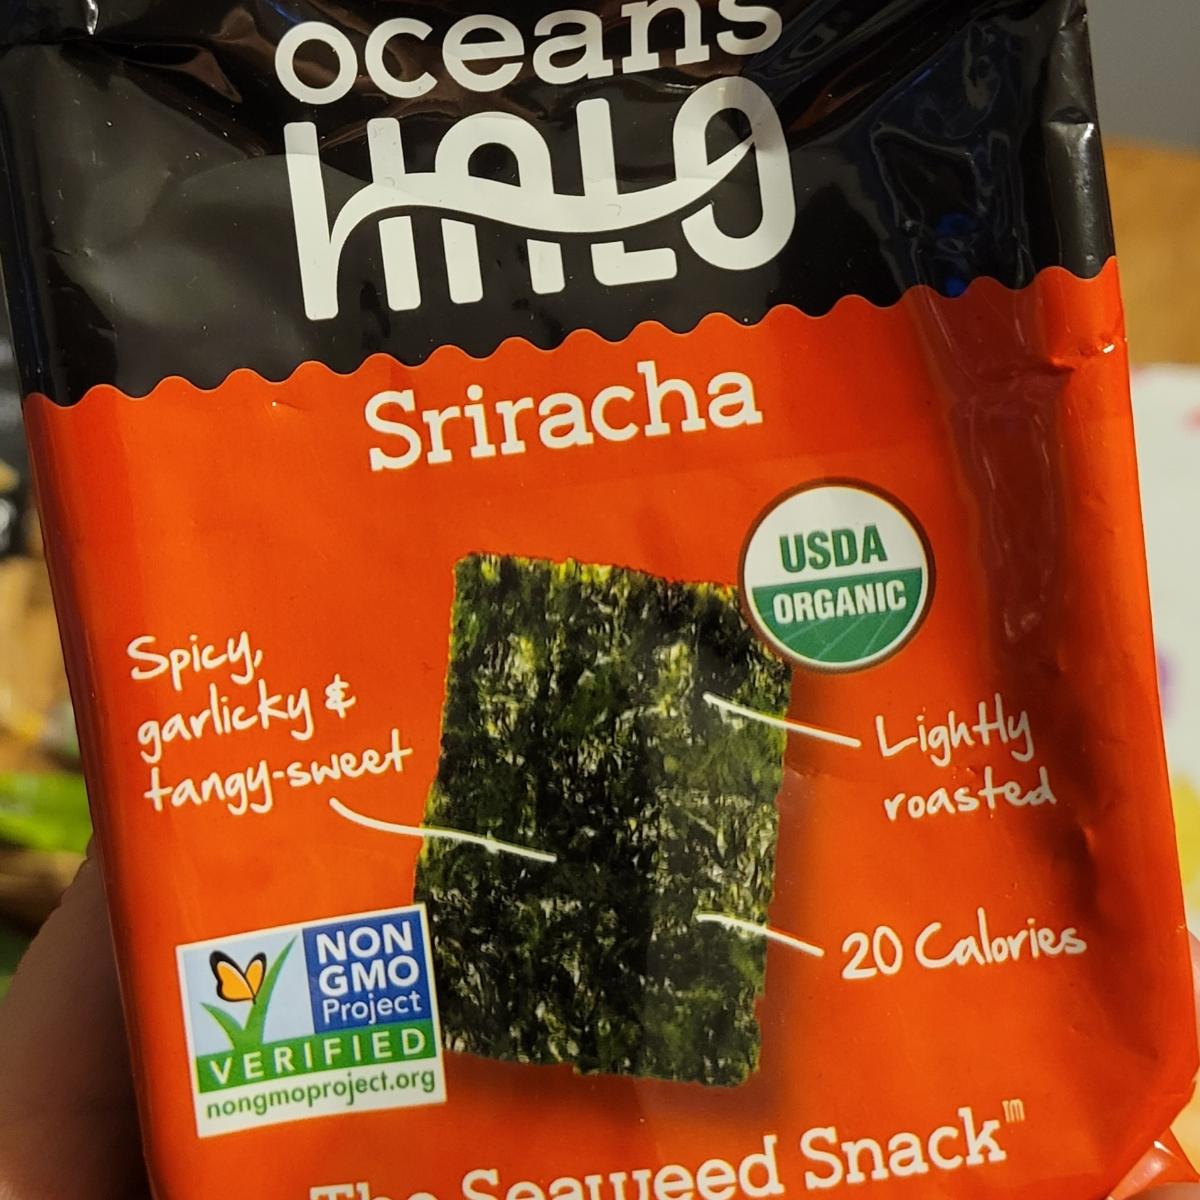 oceans
HALO
Sriracha
USDA
ORGANIC
Spicy,
garlicky &
tangy-sweet
Lightly
roasted
20 Calories
NON
GMO
Project
VERIFIED
nongmoproject.org
The Seaweed Snack™